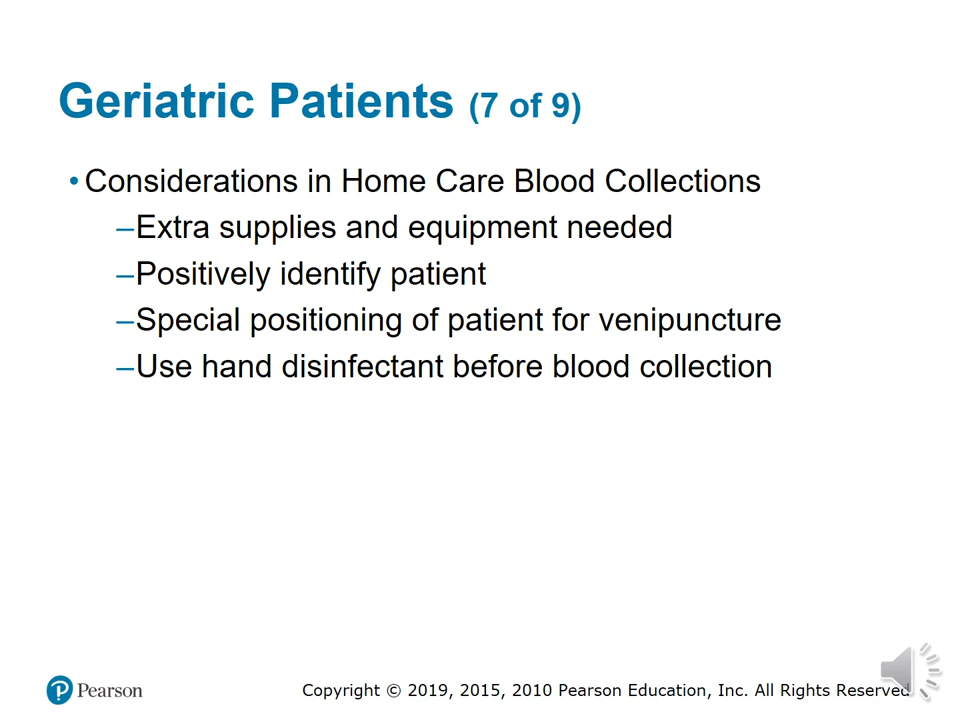 Geriatric Patients (7 of 9)
• Considerations in Home Care Blood Collections
–Extra supplies and equipment needed
–Positively identify patient
–Special positioning of patient for venipuncture
–Use hand disinfectant before blood collection
Pearson
Copyright © 2019, 2015, 2010 Pearson Education, Inc. All Rights Reserved